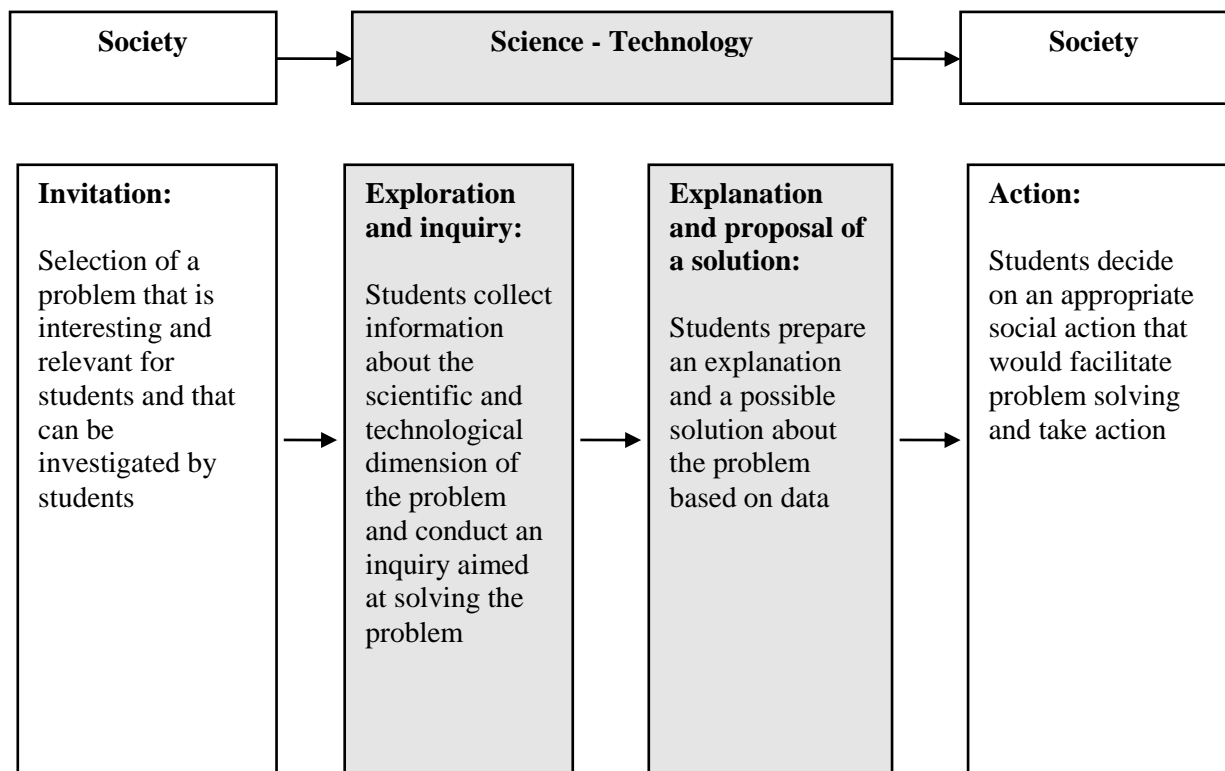 Society
Science - Technology
Society
Invitation:
Selection of a
problem that is
interesting and
relevant for
students and that
can be
investigated by
students
Exploration
and inquiry:
Students collect
information
about the
scientific and
technological
dimension of
the problem
and conduct an
inquiry aimed
at solving the
problem
Explanation
and proposal of
a solution:
Students prepare
an explanation
and a possible
solution about
the problem
based on data
Action:
Students decide
on an appropriate
social action that
would facilitate
problem solving
and take action